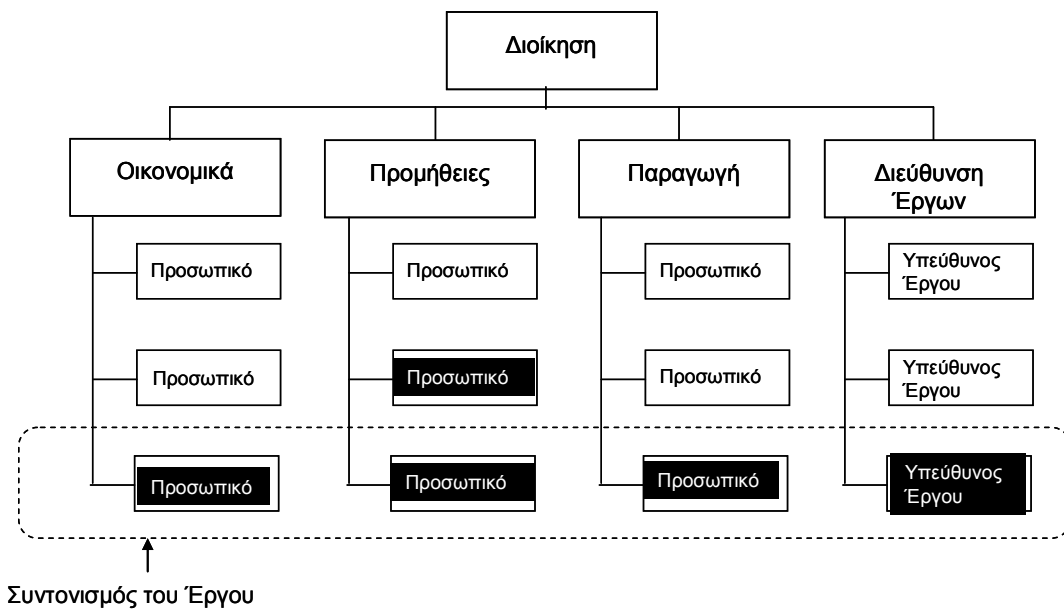 Διοίκηση
Οικονομικά
Προμήθειες
Παραγωγή
Διεύθυνση
Έργων
Προσωπικό
Προσωπικό
Προσωπικό
Υπεύθυνος
Έργου
Προσωπικό
Προσωπικό
Προσωπικό
Υπεύθυνος
Έργου
Προσωπικό
Προσωπικό
Προσωπικό
Υπεύθυνος
Έργου
Συντονισμός του Έργου